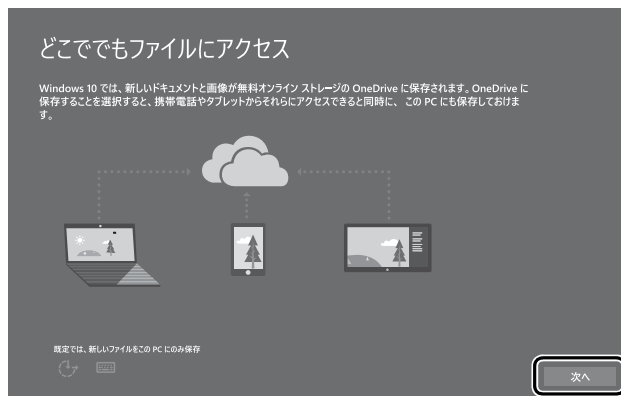 どこででもファイルにアクセス
Windows 10 では、新しいドキュメントと画像が無料オンライン ストレージの OneDrive に保存されます。OneDrive に
保存することを選択すると、携帯電話やタブレットからそれらにアクセスできると同時に、 この PC にも保存しておけま
す。
既定では、新しいファイルをこの PC にのみ保存
次へ